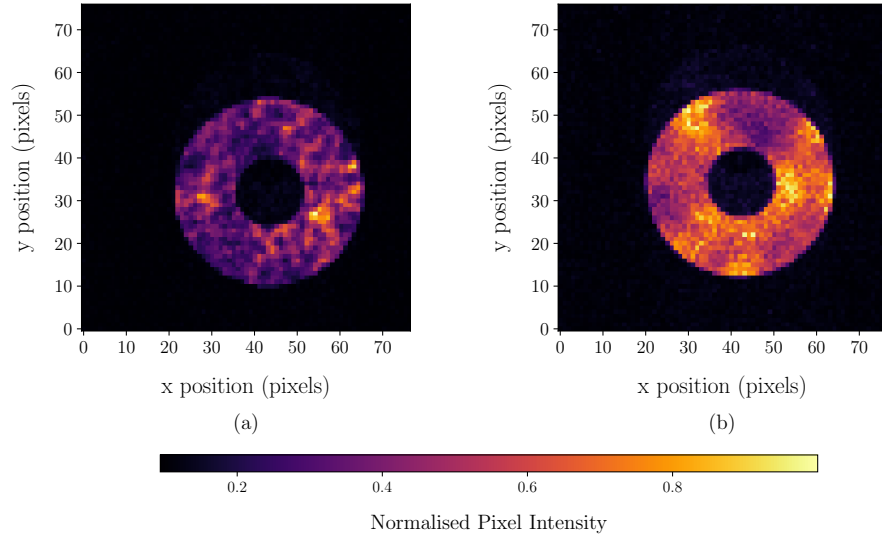 70
60
50
40
30
20
10
0
y position (pixels)
0 10 20 30 40 50 60 70
x position (pixels)
(a)
70
60
50
40
30
20
10
0
y position (pixels)
0 10 20 30 40 50 60 70
x position (pixels)
(b)
0.2 0.4 0.6 0.8
Normalised Pixel Intensity